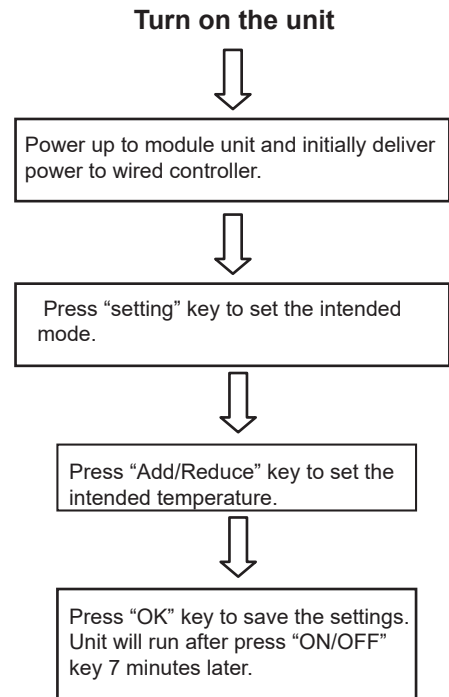 Turn on the unit
Power up to module unit and initially deliver
power to wired controller.
Press “setting” key to set the intended
mode.
Press “Add/Reduce” key to set the
intended temperature.
Press “OK” key to save the settings.
Unit will run after press “ON/OFF”
key 7 minutes later.